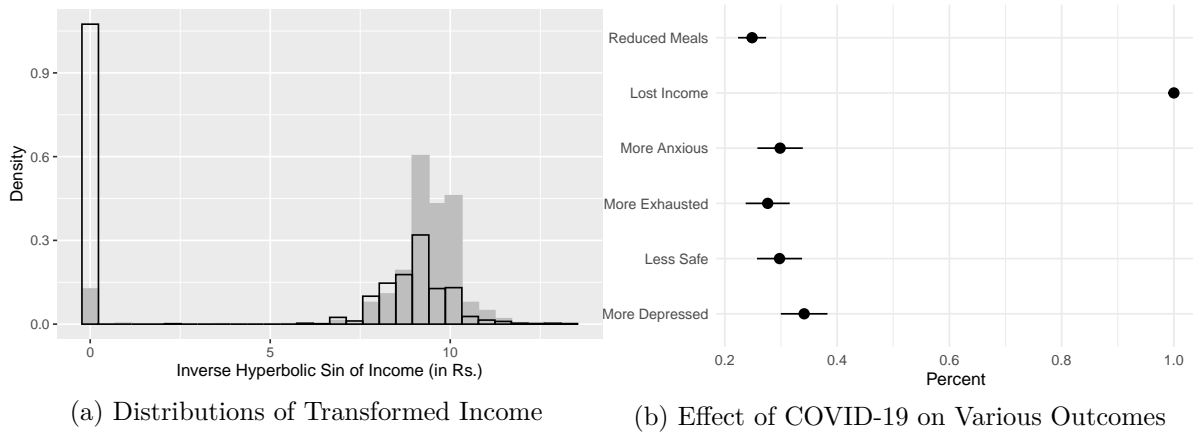 0.9
0.6
0.3
0.0
Density
0 5 10
Inverse Hyperbolic Sin of Income (in Rs.)
(a) Distributions of Transformed Income
Reduced Meals
Lost Income
More Anxious
More Exhausted
Less Safe
More Depressed
0.2 0.4 0.6 0.8 1.0
Percent
(b) Effect of COVID-19 on Various Outcomes